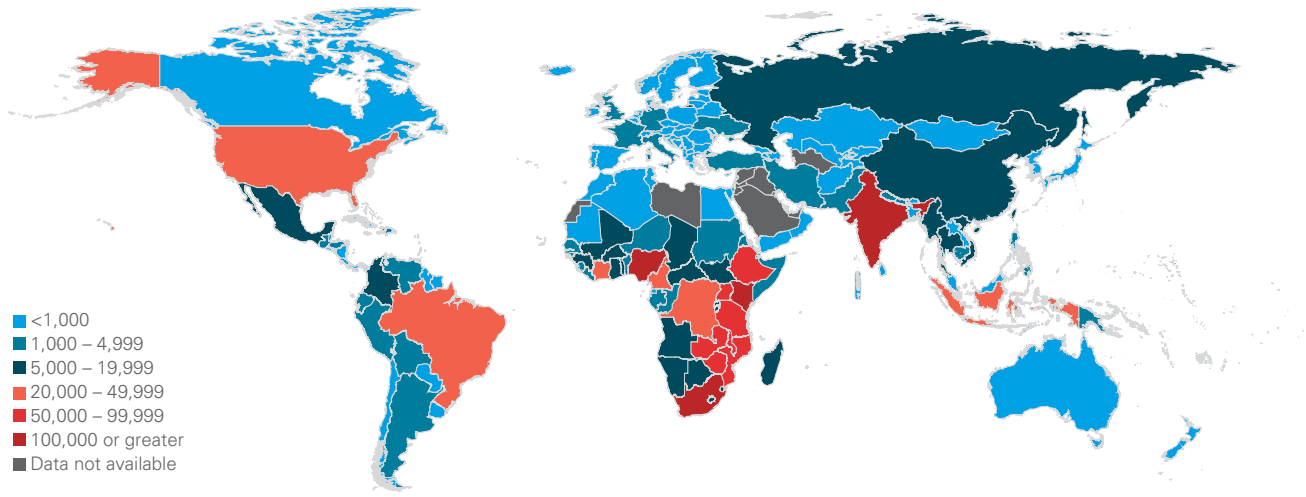 <1,000
1,000 – 4,999
5,000 – 19,999
20,000 – 49,999
50,000 – 99,999
100,000 or greater
Data not available